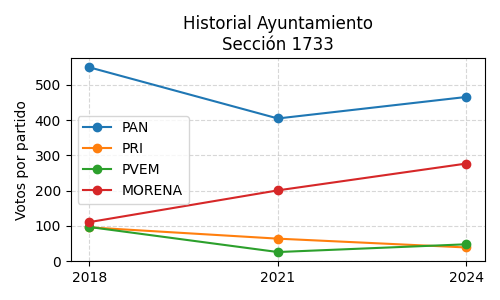 Historial Ayuntamiento
Sección 1733
Votos por partido
500
400
300
200
100
0
PAN
PRI
PVEM
MORENA
2018
2021
2024